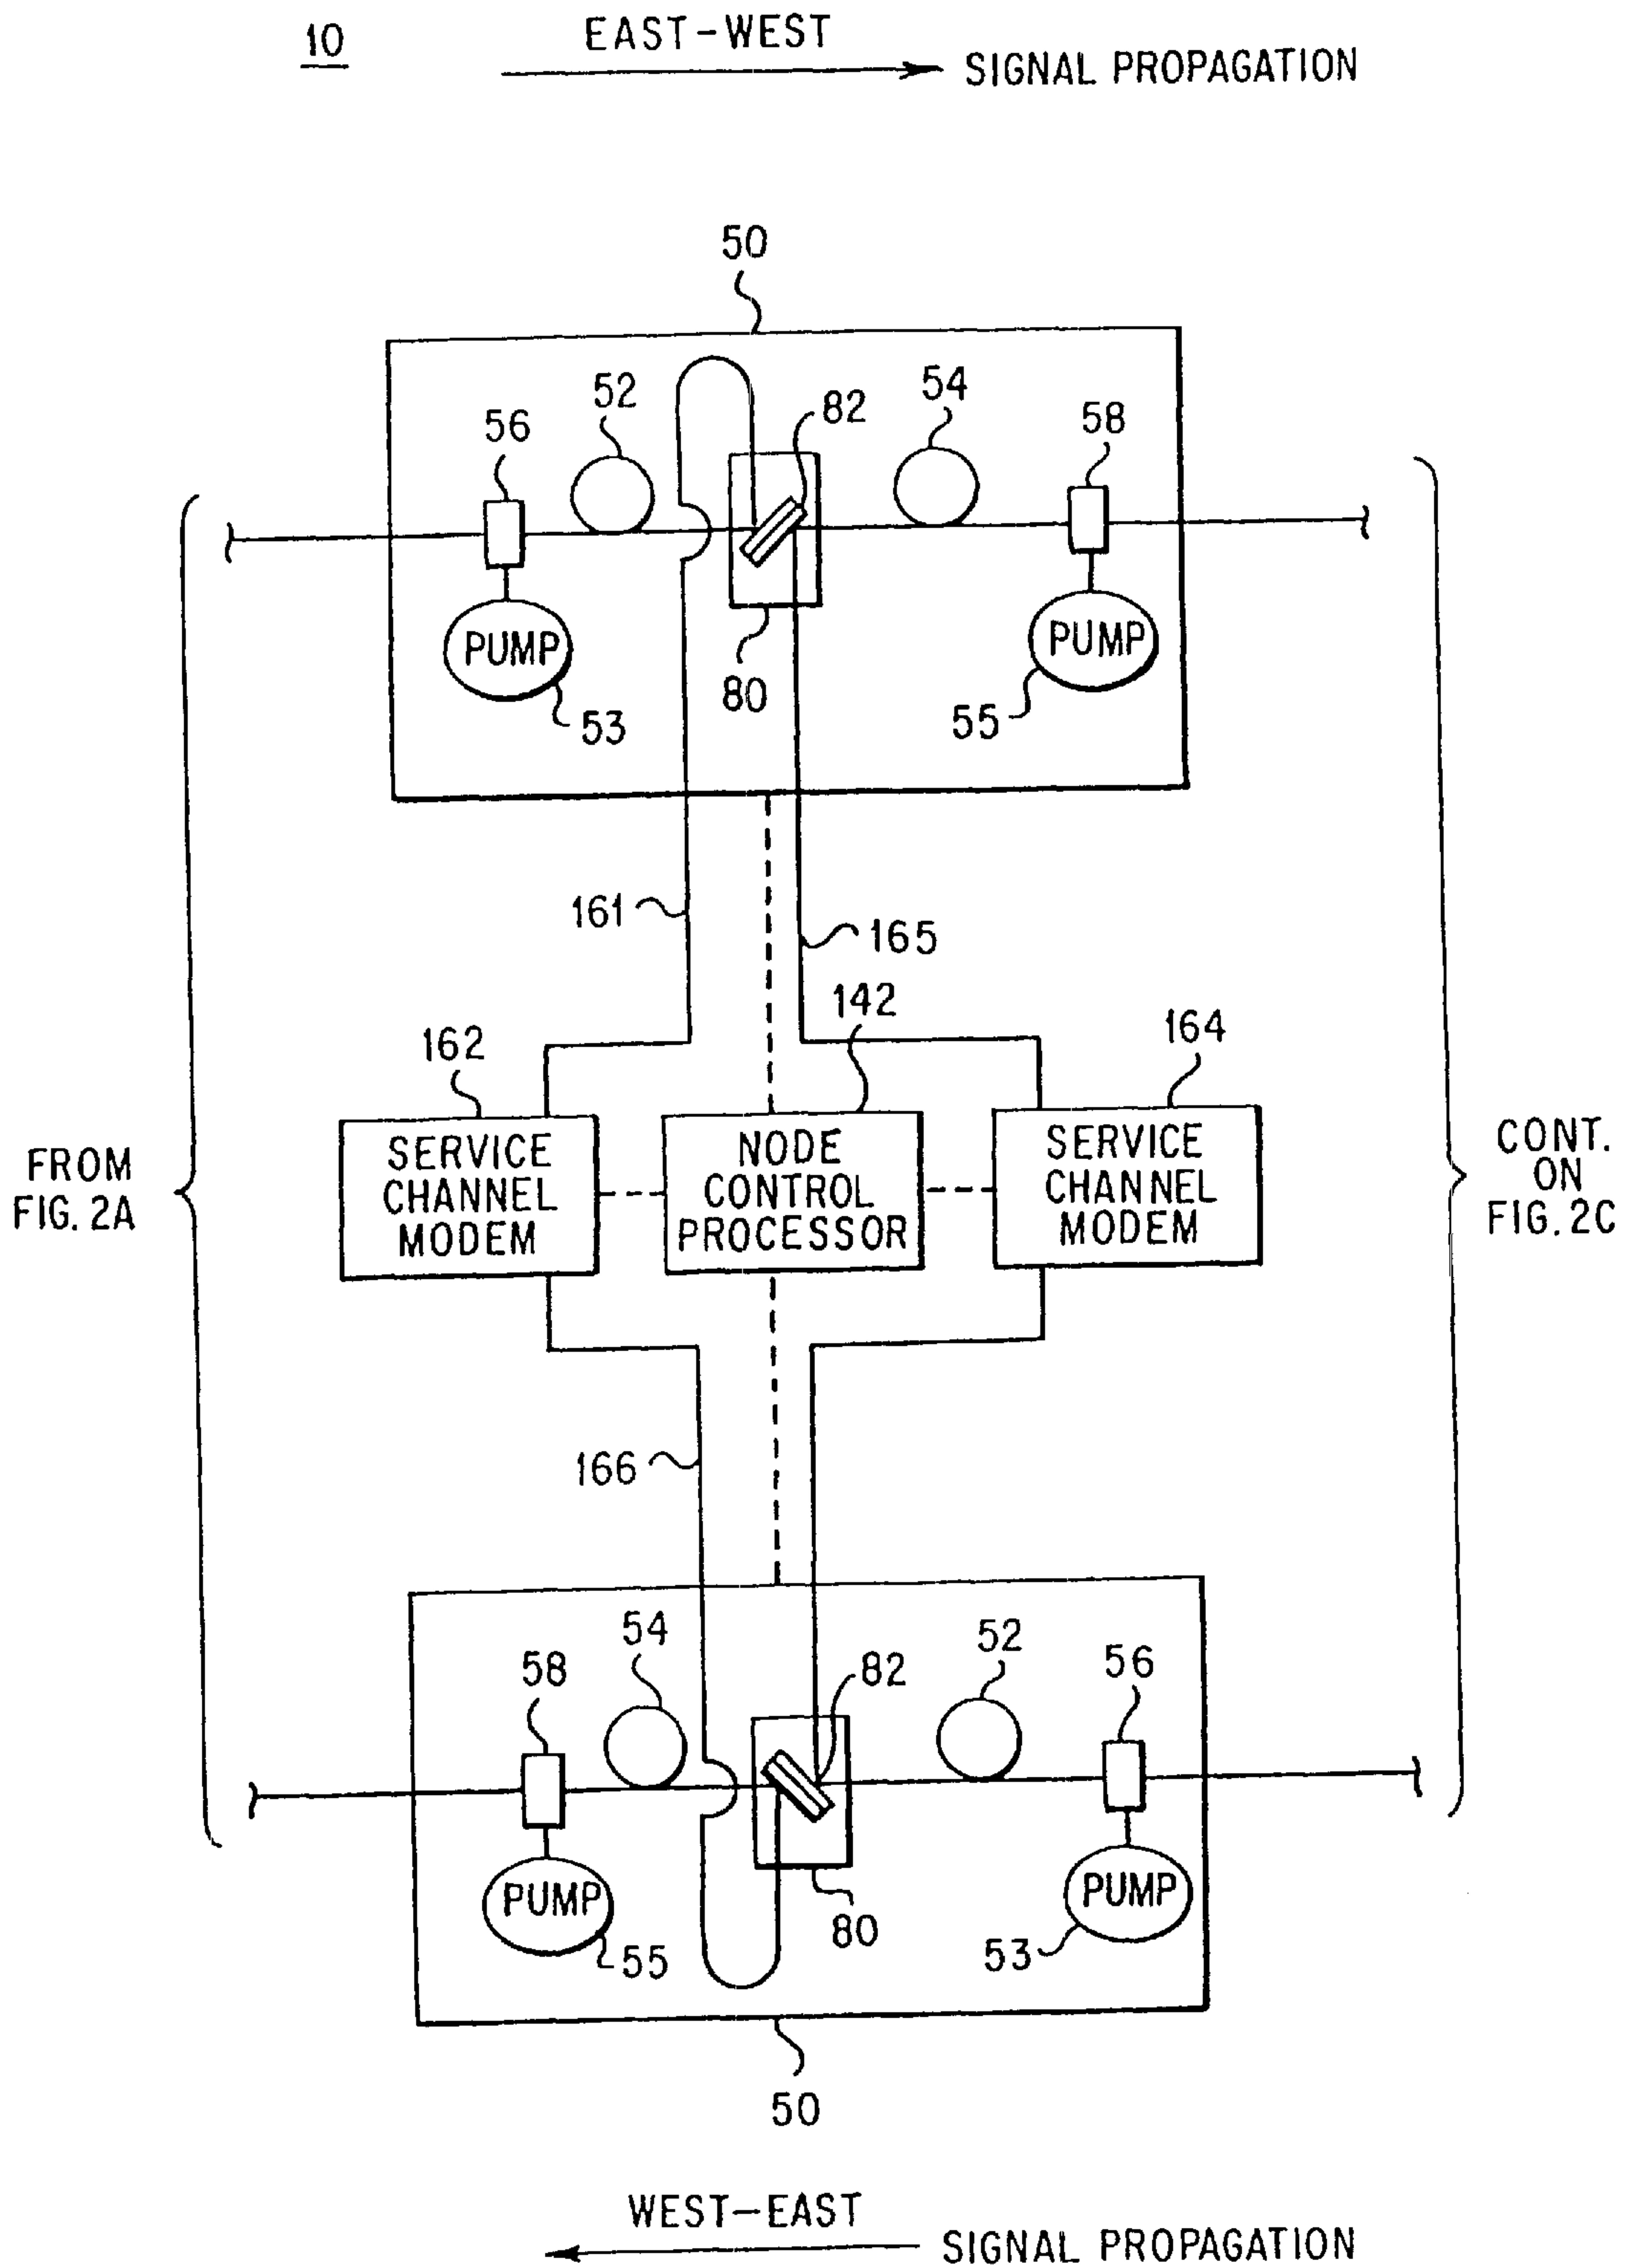 10
EAST-WEST
SIGNAL PROPAGATION
50
52
54
82
56
58
PUMP
PUMP
80
53
55
161
165
142
162
164
FROM
FIG. 2A
SERVICE
CHANNEL
MODEM
NODE
CONTROL
PROCESSOR
SERVICE
CHANNEL
MODEM
CONT.
ON
FIG. 2C
166
54
52
58
82
56
PUMP
PUMP
80
55
53
50
WEST-EAST
SIGNAL PROPAGATION